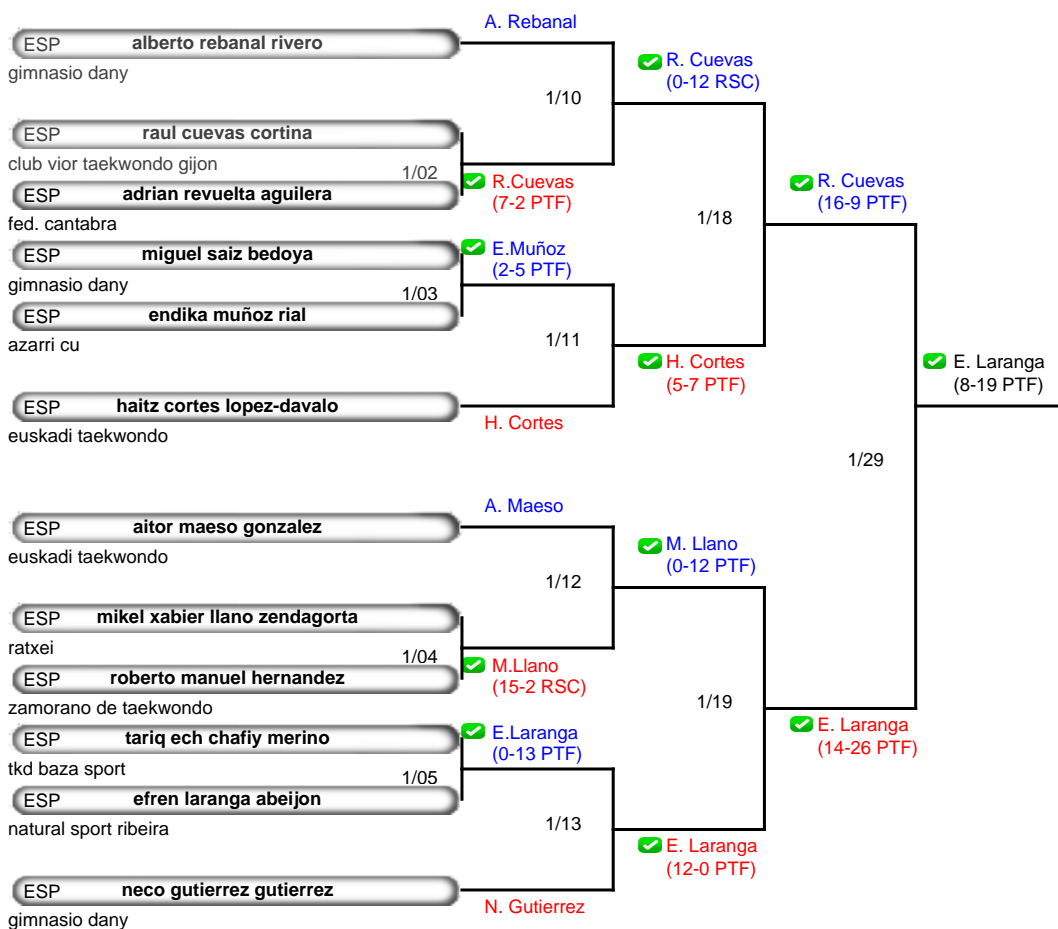 A. Rebanal
ESP alberto rebanal rivero
gimnasio dany
R. Cuevas
(0-12 RSC)
1/10
ESP raul cuevas cortina
club vior taekwondo gijon
1/02
R.Cuevas
(7-2 PTF)
ESP adrian revuelta aguilera
fed. cantabra
R. Cuevas
(16-9 PTF)
1/18
ESP miguel saiz bedoya
gimnasio dany
E.Muñoz
(2-5 PTF)
1/03
ESP endika muñoz rial
azarri cu
1/11
H. Cortes
(5-7 PTF)
E. Laranga
(8-19 PTF)
ESP haitz cortes lopez-davalo
euskadi taekwondo
H. Cortes
1/29
A. Maeso
ESP aitor maeso gonzalez
euskadi taekwondo
M. Llano
(0-12 PTF)
1/12
ESP mikel xabier llano zendagorta
ratxei
1/04
M.Llano
(15-2 RSC)
ESP roberto manuel hernandez
zamorano de taekwondo
1/19
E. Laranga
(14-26 PTF)
ESP tariq ech chafiy merino
tkd baza sport
E.Laranga
(0-13 PTF)
1/05
ESP efren laranga abeijon
natural sport ribeira
1/13
E. Laranga
(12-0 PTF)
ESP neco gutierrez gutierrez
gimnasio dany
N. Gutierrez